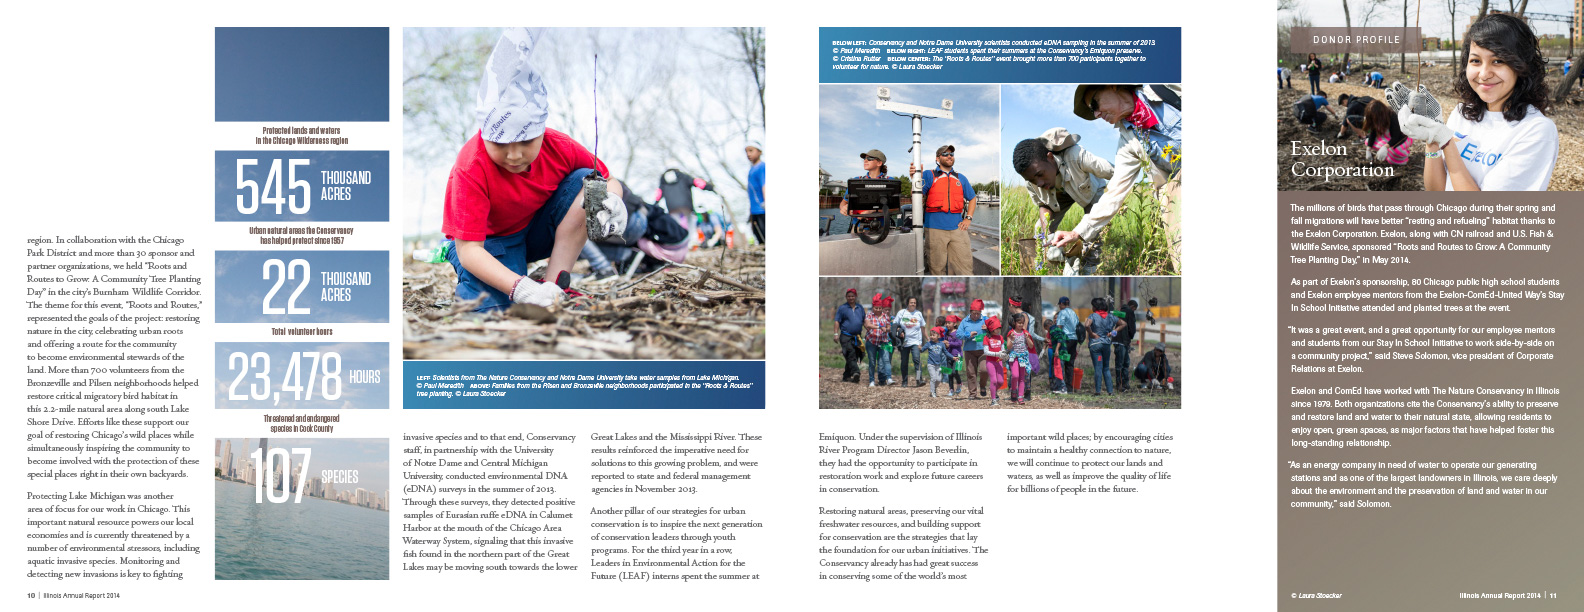 region. In collaboration with the Chicago
Park District and more than 30 sponsor and
partner organizations, we held "Roots and
Routes to Grow: A Community Tree Planting
Day" in the city's Burnham Wildlife Corridor.
The theme for this event, "Roots and Routes,"
represented the goals of the project: restoring
nature in the city, celebrating urban roots
and offering a route for the community
to become environmental stewards of the
land. More than 700 volunteers from the
Bronzeville and Pilsen neighborhoods helped
restore critical migratory bird habitat in
this 2.2-mile natural area along south Lake
Shore Drive. Efforts like these support our
goal of restoring Chicago's wild places while
simultaneously inspiring the community to
become involved with the protection of these
special places right in their own backyards.
Protecting Lake Michigan was another
area of focus for our work in Chicago. This
important natural resource powers our local
economies and is currently threatened by a
number of environmental stressors, including
aquatic invasive species. Monitoring and
detecting new invasions is key to fighting
10 | Illinois Annual Report 2014
Protected lands and waters
in the Chicago Wilderness region
545 THOUSAND
ACRES
Urban natural areas the Conservancy
has helped protect since 1957
22 THOUSAND
ACRES
Total volunteer hours
23,478 HOURS
Threatened and endangered
species in Cook County
107 SPECIES
LEFT: Scientists from The Nature Conservancy and Notre Dame University take water samples from Lake Michigan.
© Paul Meredith ABOVE: Families from the Pilsen and Bronzeville neighborhoods participated in the "Roots & Routes"
tree planting. © Laura Stoecker
invasive species and to that end, Conservancy
staff, in partnership with the University
of Notre Dame and Central Michigan
University, conducted environmental DNA
(eDNA) surveys in the summer of 2013.
Through these surveys, they detected positive
samples of Eurasian ruffe eDNA in Calumet
Harbor at the mouth of the Chicago Area
Waterway System, signaling that this invasive
fish found in the northern part of the Great
Lakes may be moving south towards the lower
Great Lakes and the Mississippi River. These
results reinforced the imperative need for
solutions to this growing problem, and were
reported to state and federal management
agencies in November 2013.
Another pillar of our strategies for urban
conservation is to inspire the next generation
of conservation leaders through youth
programs. For the third year in a row,
Leaders in Environmental Action for the
Future (LEAF) interns spent the summer at
BELOW LEFT: Conservancy and Notre Dame University scientists conducted eDNA sampling in the summer of 2013.
© Paul Meredith BELOW RIGHT: LEAF students spent their summers at the Conservancy's Emiquon preserve.
© Cristina Rutter BELOW CENTER: The "Roots & Routes" event brought more than 700 participants together to
volunteer for nature. © Laura Stoecker
Emiquon. Under the supervision of Illinois
River Program Director Jason Beverlin,
they had the opportunity to participate in
restoration work and explore future careers
in conservation.
Restoring natural areas, preserving our vital
freshwater resources, and building support
for conservation are the strategies that lay
the foundation for our urban initiatives. The
Conservancy already has had great success
in conserving some of the world's most
important wild places; by encouraging cities
to maintain a healthy connection to nature,
we will continue to protect our lands and
waters, as well as improve the quality of life
for billions of people in the future.
DONOR PROFILE
Exelon
Corporation
The millions of birds that pass through Chicago during their spring and
fall migrations will have better "resting and refueling" habitat thanks to
the Exelon Corporation. Exelon, along with CN railroad and U.S. Fish &
Wildlife Service, sponsored "Roots and Routes to Grow: A Community
Tree Planting Day," in May 2014.
As part of Exelon's sponsorship, 80 Chicago public high school students
and Exelon employee mentors from the Exelon-ComEd-United Way's Stay
In School Initiative attended and planted trees at the event.
"It was a great event, and a great opportunity for our employee mentors
and students from our Stay In School Initiative to work side-by-side on
a community project," said Steve Solomon, vice president of Corporate
Relations at Exelon.
Exelon and ComEd have worked with The Nature Conservancy in Illinois
since 1979. Both organizations cite the Conservancy's ability to preserve
and restore land and water to their natural state, allowing residents to
enjoy open, green spaces, as major factors that have helped foster this
long-standing relationship.
"As an energy company in need of water to operate our generating
stations and as one of the largest landowners in Illinois, we care deeply
about the environment and the preservation of land and water in our
community," said Solomon.
© Laura Stoecker
Illinois Annual Report 2014 | 11